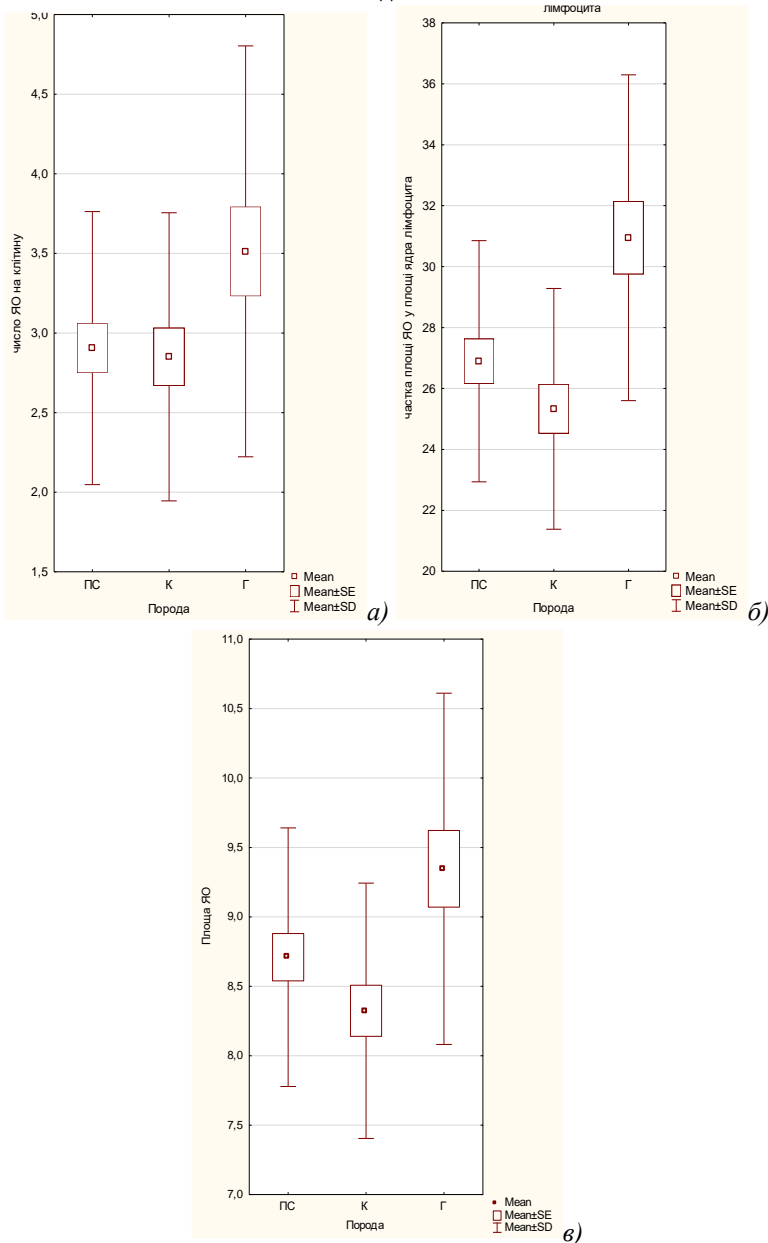 лімфоцита
5,0
4,5
4,0
3,5
3,0
2,5
2,0
1,5
число ЯО на клітину
ПС К Г
Порода
Mean
Mean±SE
Mean±SD
а)
38
36
34
32
30
28
26
24
22
20
частка площі ЯО у площі ядра лімфоцита
ПС К Г
Порода
Mean
Mean±SE
Mean±SD
б)
11,0
10,5
10,0
9,5
9,0
8,5
8,0
7,5
7,0
Площа ЯО
ПС К Г
Порода
Mean
Mean±SE
Mean±SD
в)